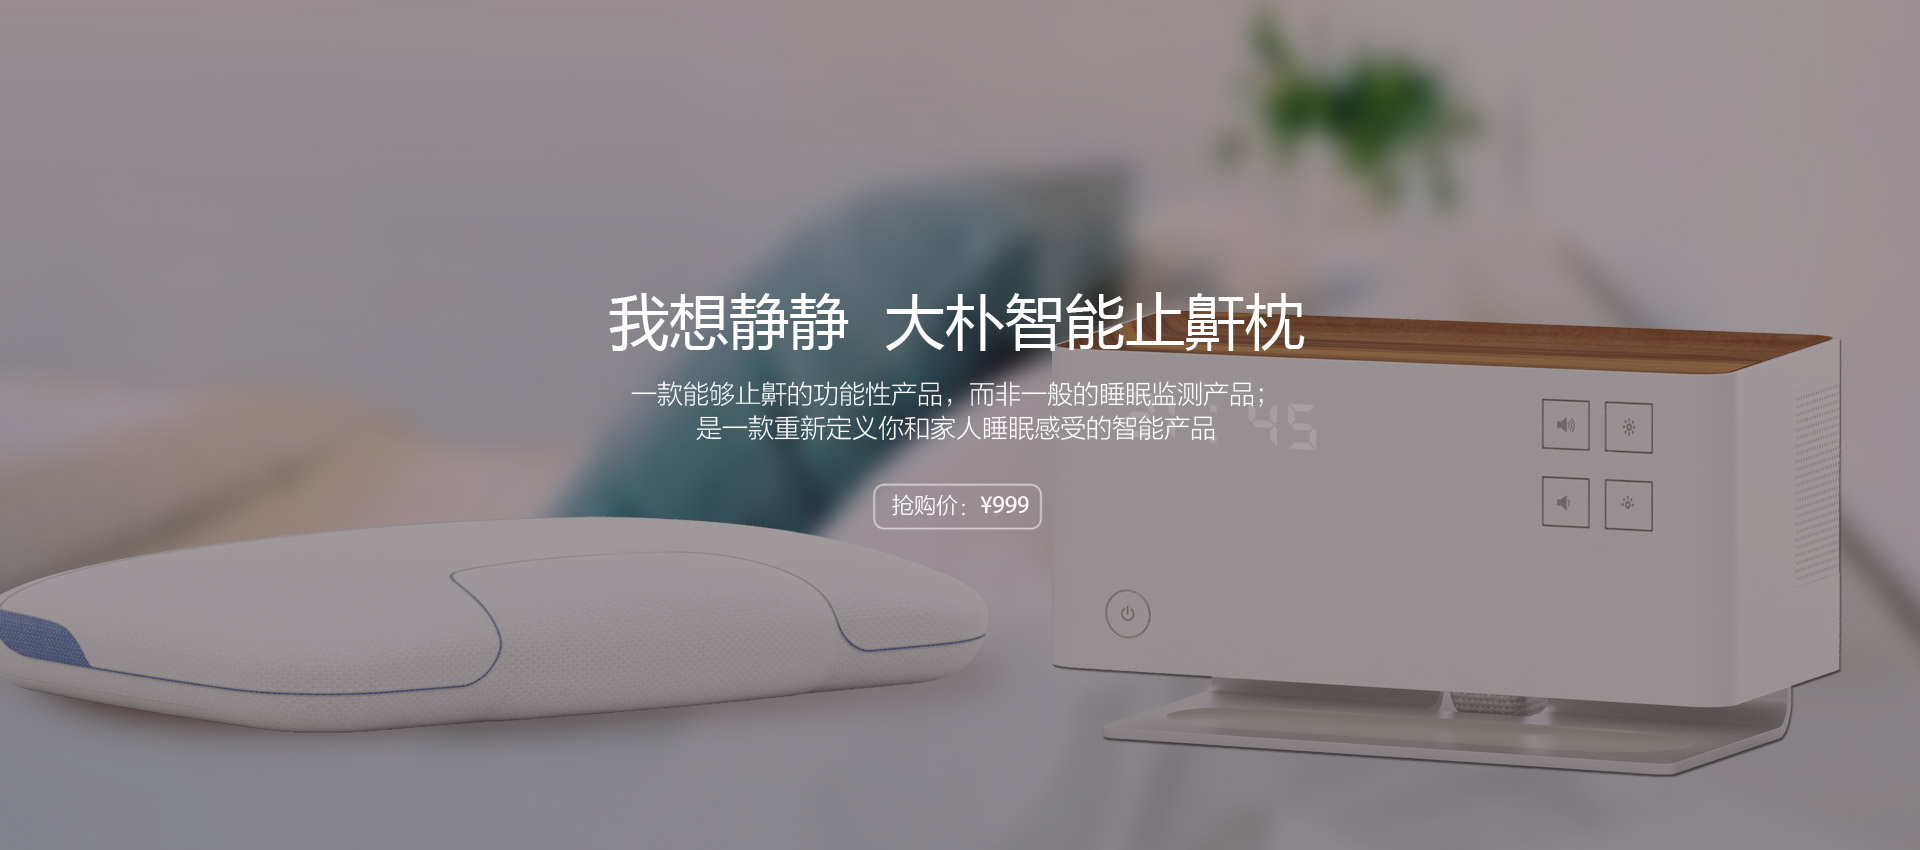 我想静静 大朴智能止鼾枕
一款能够止鼾的功能性产品，而非一般的睡眠监测产品；
是一款重新定义你和家人睡眠感受的智能产品
45
抢购价：¥999